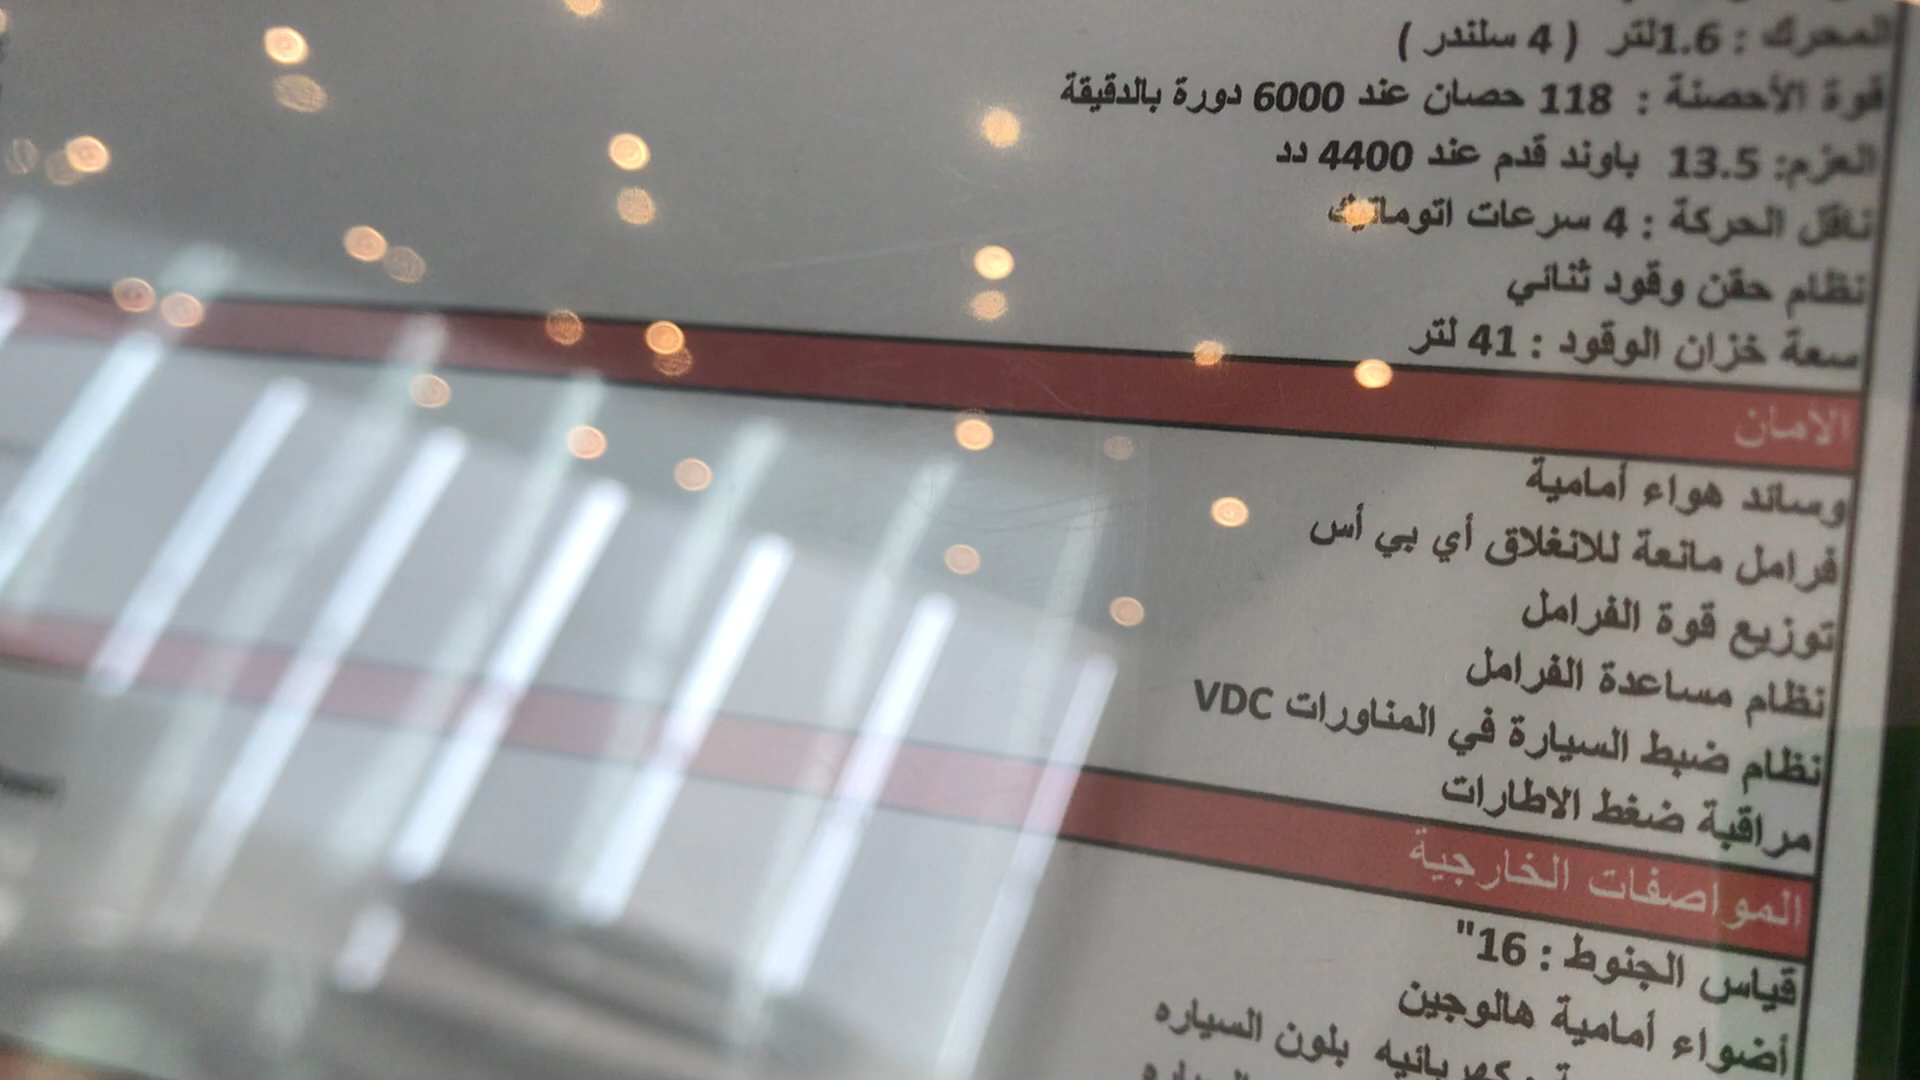 المحرك : 1.6لتر ( 4 سلندر )
قوة الأحصنة : 118 حصان عند 6000 دورة بالدقيقة
العزم: 13.5 باوند قدم عند 4400 دد
ناقل الحركة : 4 سرعات اتوماتيك
نظام حقن وقود ثنائي
سعة خزان الوقود : 41 لتر
الامان
وسائد هواء أمامية
فرامل مانعة للانغلاق أي بي أس
توزيع قوة الفرامل
نظام مساعدة الفرامل
نظام ضبط السيارة في المناورات VDC
مراقبة ضغط الاطارات
المواصفات الخارجية
قياس الجنوط : 16"
أضواء أمامية هالوجين
كهربائيه بلون السياره